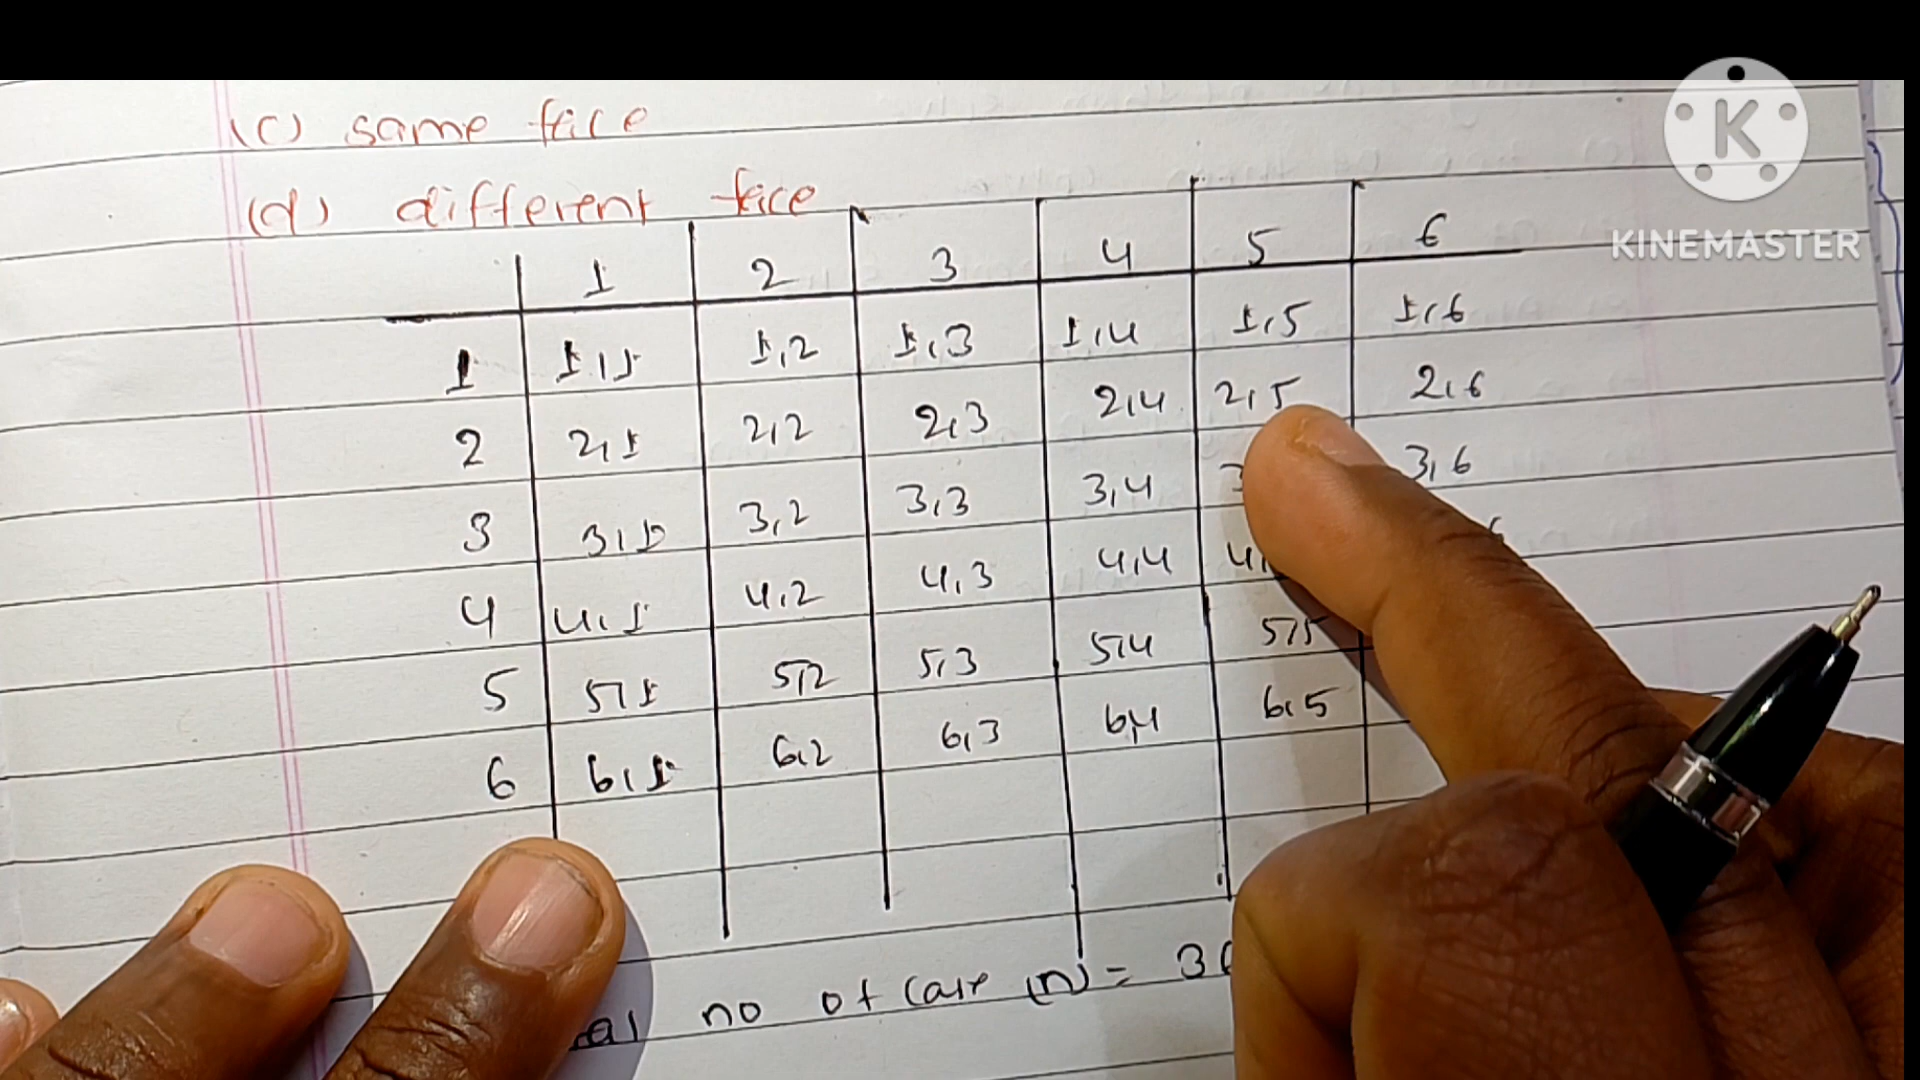 (c) same face
(d) different face
K
KINEMASTER
1 2 3 4 5 6
1 1,1 1,2 1,3 1,4 1,5 1,6
2 2,1 2,2 2,3 2,4 2,5 2,6
3 3,1 3,2 3,3 3,4 3,6
4 4,1 4,2 4,3 4,4
5 5,1 5,2 5,3 5,4 5,5
6 6,1 6,2 6,3 6,4 6,5
no of case (n) =